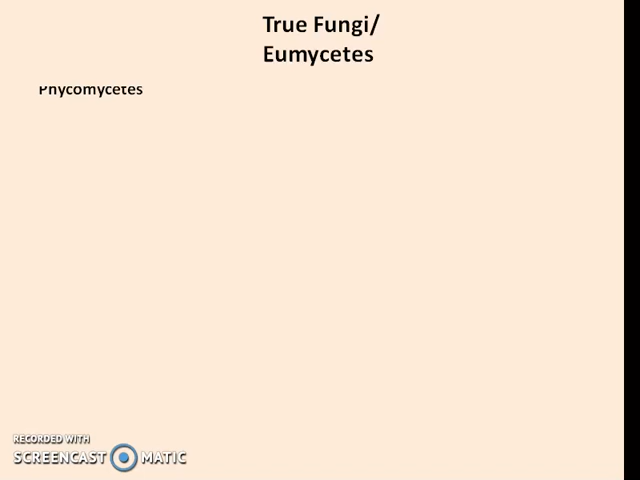 True Fungi/
Eumycetes
Phycomycetes
RECORDED WITH
SCREENCAST MATIC